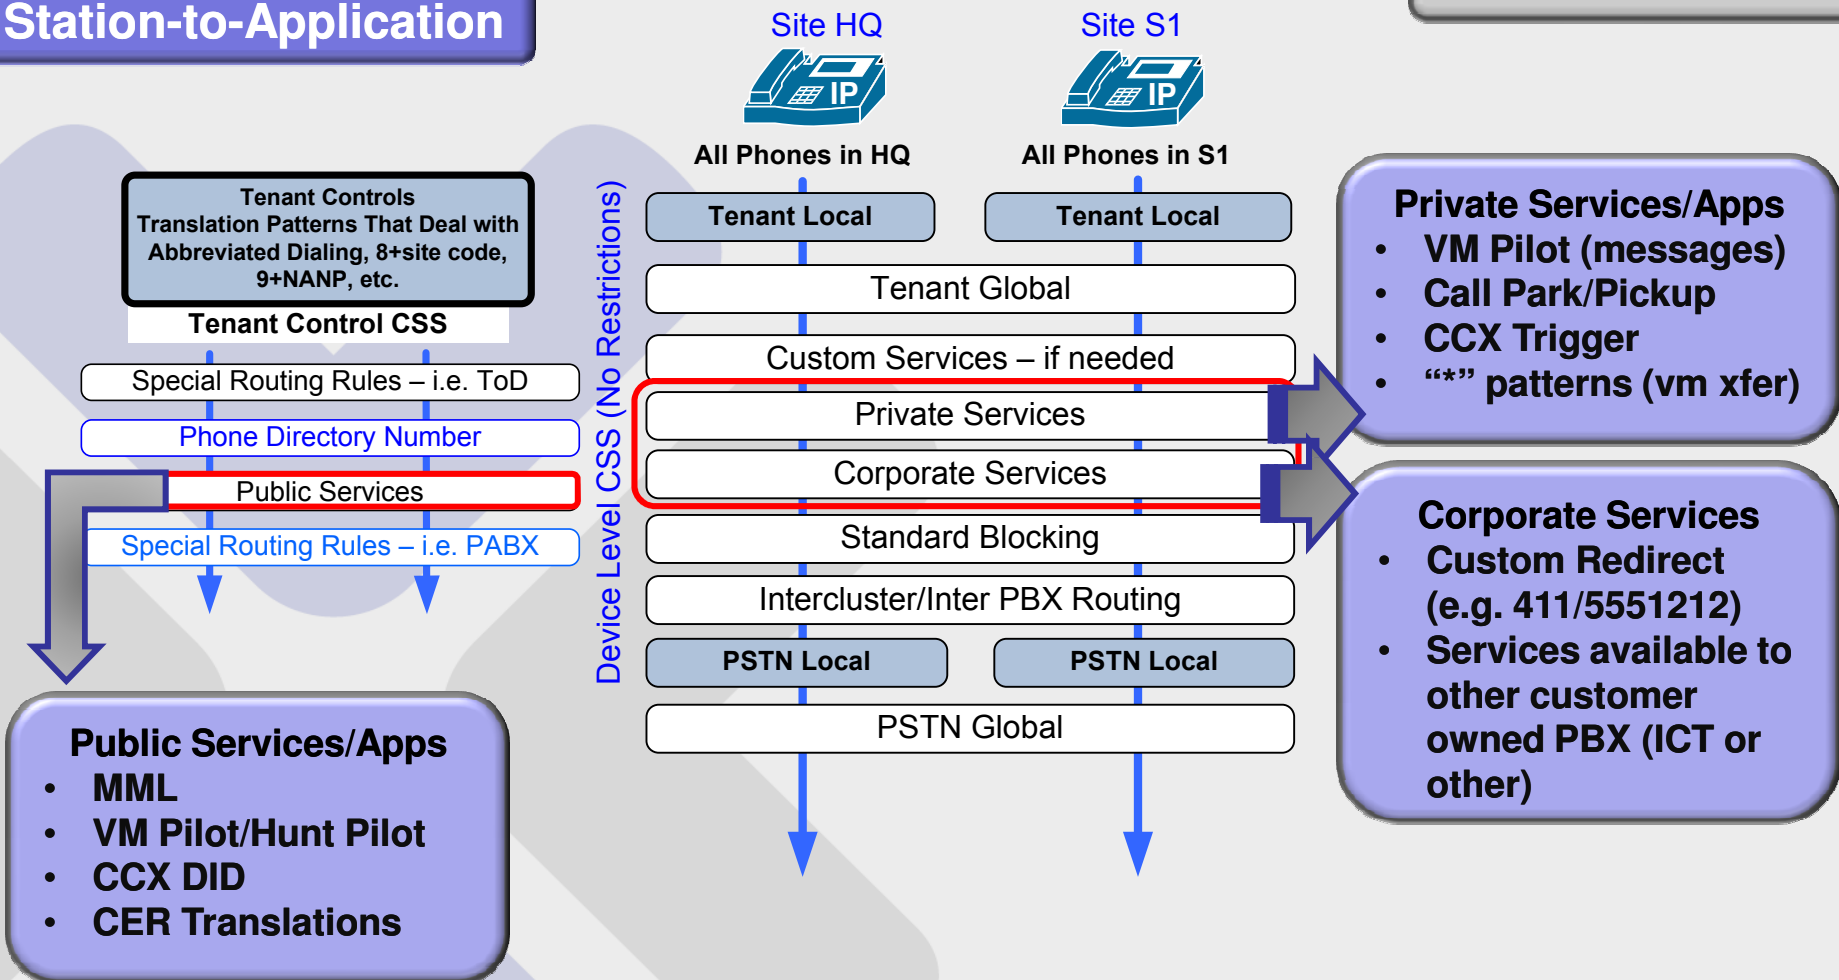 Station-to-Application
Site HQ
Site S1
IP
IP
All Phones in HQ
All Phones in S1
Tenant Controls
Translation Patterns That Deal with
Abbreviated Dialing, 8+site code,
9+NANP, etc.
Tenant Control CSS
Special Routing Rules – i.e. ToD
Phone Directory Number
Public Services
Special Routing Rules – i.e. PABX
Public Services/Apps
• MML
• VM Pilot/Hunt Pilot
• CCX DID
• CER Translations
Device Level CSS (No Restrictions)
Tenant Local
Tenant Local
Tenant Global
Custom Services – if needed
Private Services
Corporate Services
Standard Blocking
Intercluster/Inter PBX Routing
PSTN Local
PSTN Local
PSTN Global
Private Services/Apps
• VM Pilot (messages)
• Call Park/Pickup
• CCX Trigger
• “*” patterns (vm xfer)
Corporate Services
• Custom Redirect
(e.g. 411/5551212)
• Services available to
other customer
owned PBX (ICT or
other)